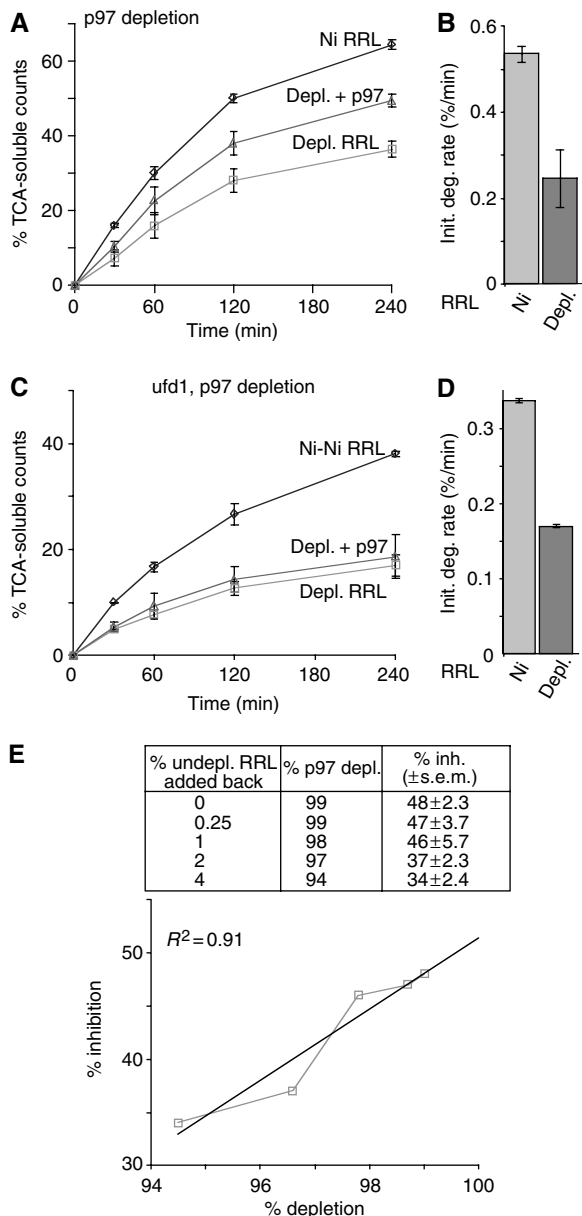 A
p97 depletion
Ni RRL
Depl. + p97
Depl. RRL
% TCA-soluble counts
60
40
20
0
0 60 120 180 240
Time (min)
B
Init. deg. rate (%/min)
0.6
0.4
0.2
0
RRL Ni Depl.
C
ufd1, p97 depletion
Ni-Ni RRL
Depl. + p97
Depl. RRL
% TCA-soluble counts
40
20
0
0 60 120 180 240
Time (min)
D
Init. deg. rate (%/min)
0.3
0.2
0.1
0
RRL Ni Depl.
E
% undepl. RRL added back % p97 depl. % inh. (±s.e.m.)
0 99 48±2.3
0.25 99 47±3.7
1 98 46±5.7
2 97 37±2.3
4 94 34±2.4
R²=0.91
% inhibition
50
40
30
94 96 98 100
% depletion